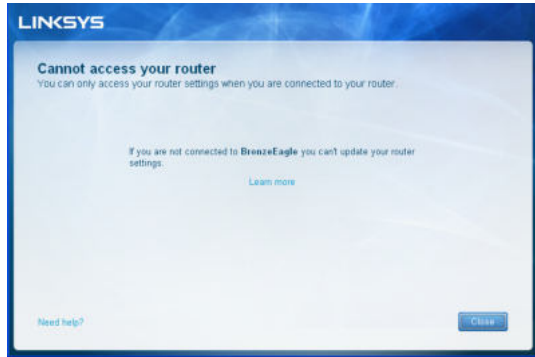 LINKSYS
Cannot access your router
You can only access your router settings when you are connected to your router.
If you are not connected to BronzeEagle you can't update your router
settings.
Learn more
Need help?
Close